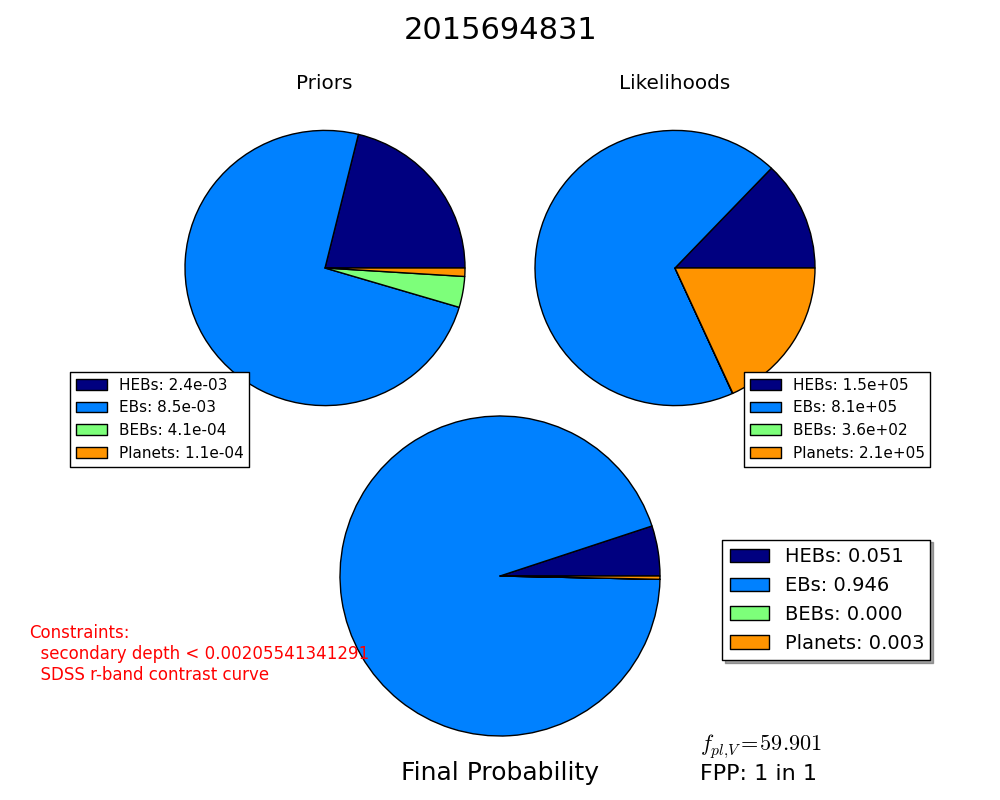 2015694831
Priors
Likelihoods
HEBs: 2.4e-03
EBs: 8.5e-03
BEBs: 4.1e-04
Planets: 1.1e-04
HEBs: 1.5e+05
EBs: 8.1e+05
BEBs: 3.6e+02
Planets: 2.1e+05
HEBs: 0.051
EBs: 0.946
BEBs: 0.000
Planets: 0.003
Constraints:
secondary depth < 0.00205541341291
SDSS r-band contrast curve
f_{pl,V} = 59.901
Final Probability
FPP: 1 in 1